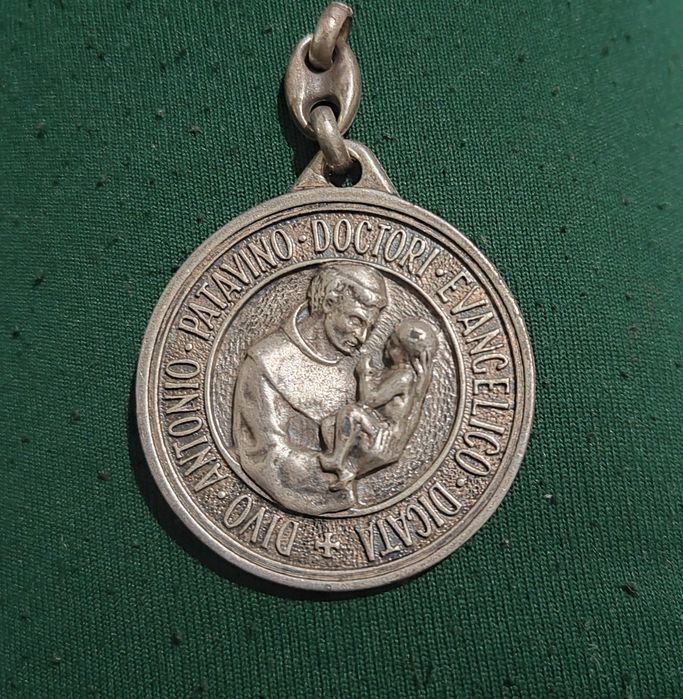 ✠ DIVO · ANTONIO · PATAVINO · DOCTORI · EVANGELICO · DICATA